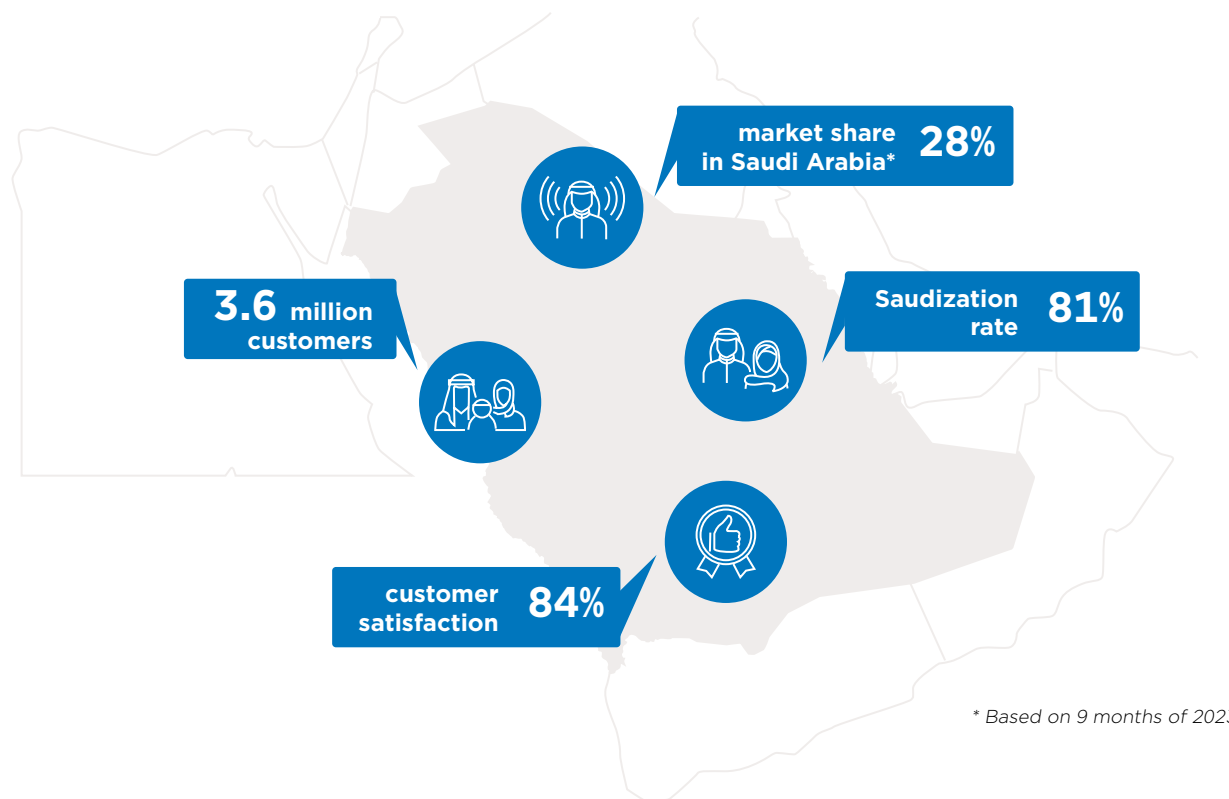 market share
in Saudi Arabia* 28%
3.6 million
customers
Saudization
rate 81%
customer
satisfaction 84%
* Based on 9 months of